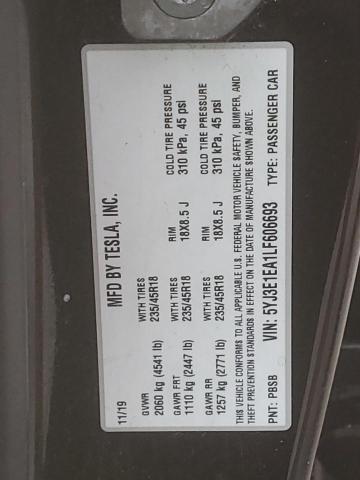 MFD BY TESLA, INC.
11/19
GVWR WITH TIRES RIM COLD TIRE PRESSURE
2060 kg (4541 lb) 235/45R18 18X8.5 J 310 kPa, 45 psi
GAWR FRT WITH TIRES RIM COLD TIRE PRESSURE
1110 kg (2447 lb) 235/45R18 18X8.5 J 310 kPa, 45 psi
GAWR RR
1257 kg (2771 lb)
THIS VEHICLE CONFORMS TO ALL APPLICABLE U.S. FEDERAL MOTOR VEHICLE SAFETY, BUMPER, AND
THEFT PREVENTION STANDARDS IN EFFECT ON THE DATE OF MANUFACTURE SHOWN ABOVE.
VIN: 5YJ3E1EA1LF606693
PNT: PBSB TYPE: PASSENGER CAR